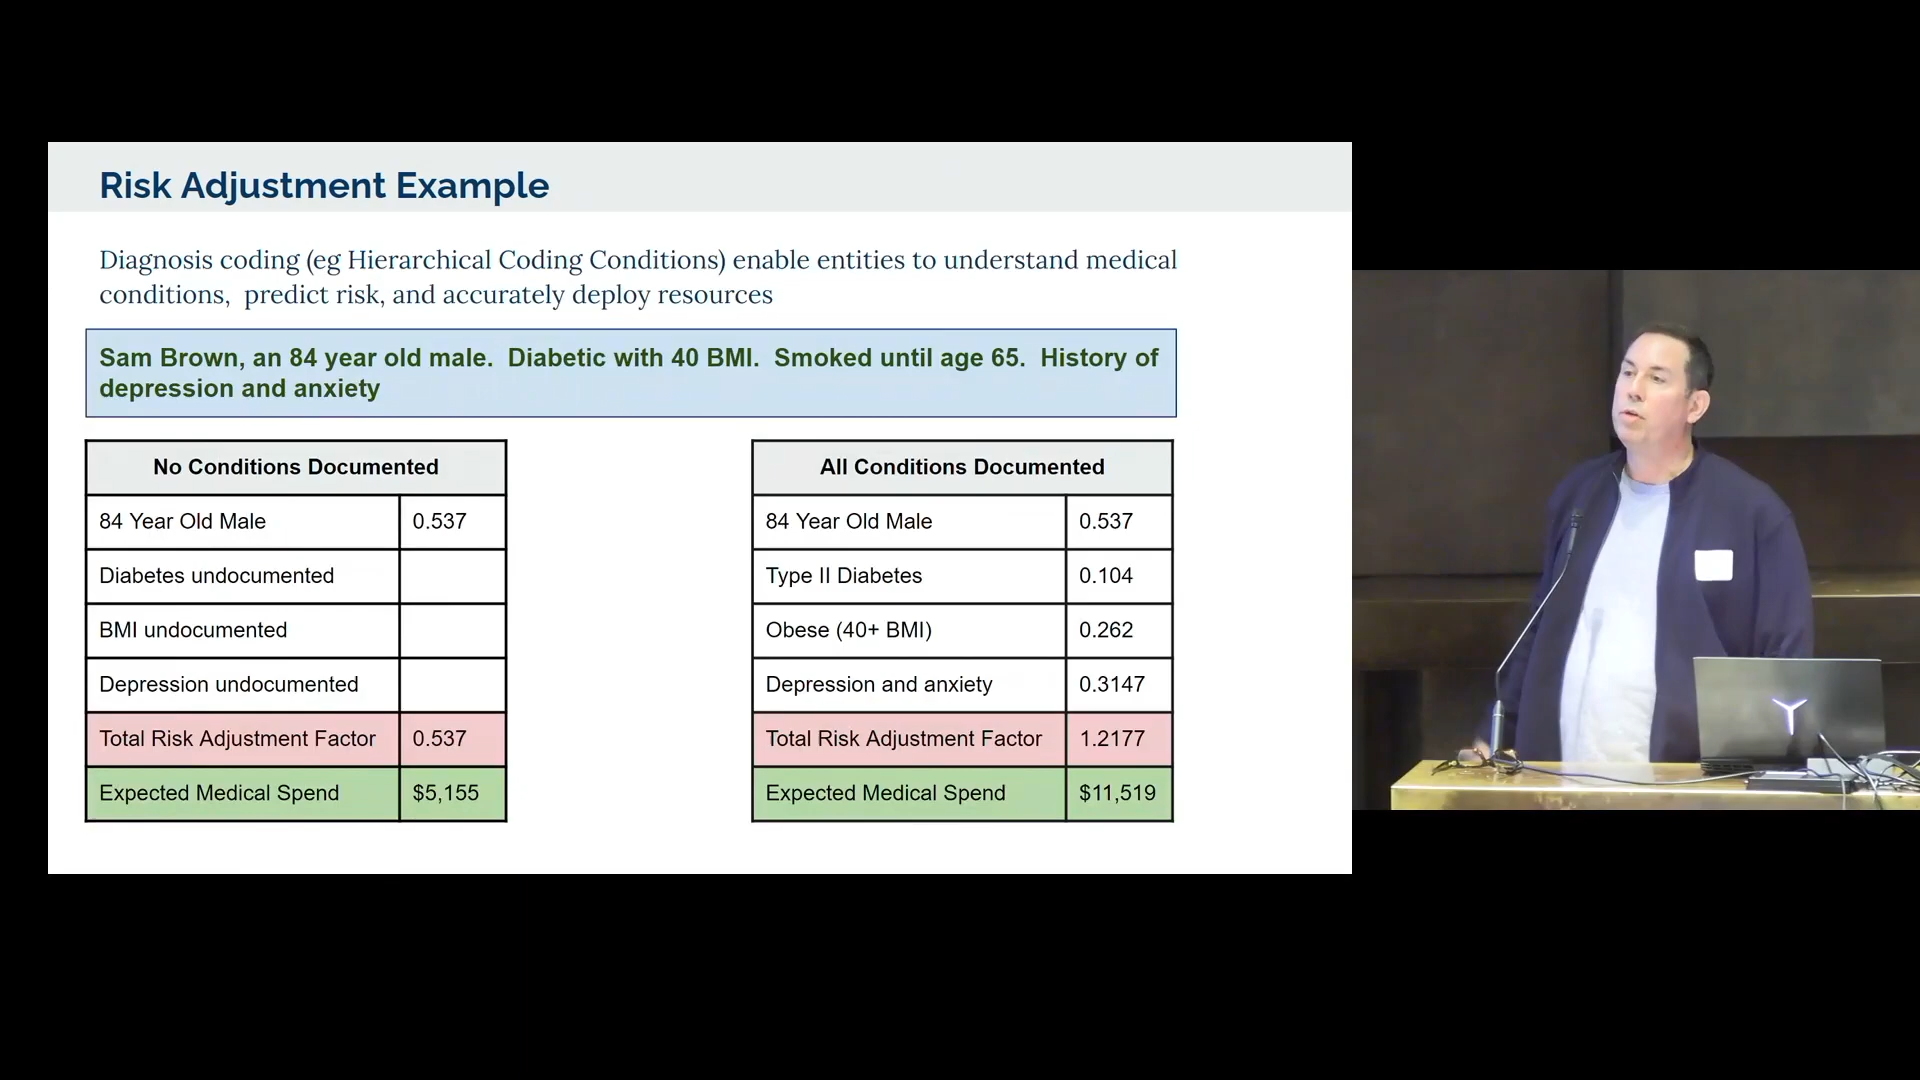 Risk Adjustment Example
Diagnosis coding (eg Hierarchical Coding Conditions) enable entities to understand medical
conditions, predict risk, and accurately deploy resources
Sam Brown, an 84 year old male. Diabetic with 40 BMI. Smoked until age 65. History of
depression and anxiety
No Conditions Documented
84 Year Old Male 0.537
Diabetes undocumented
BMI undocumented
Depression undocumented
Total Risk Adjustment Factor 0.537
Expected Medical Spend $5,155
All Conditions Documented
84 Year Old Male 0.537
Type II Diabetes 0.104
Obese (40+ BMI) 0.262
Depression and anxiety 0.3147
Total Risk Adjustment Factor 1.2177
Expected Medical Spend $11,519